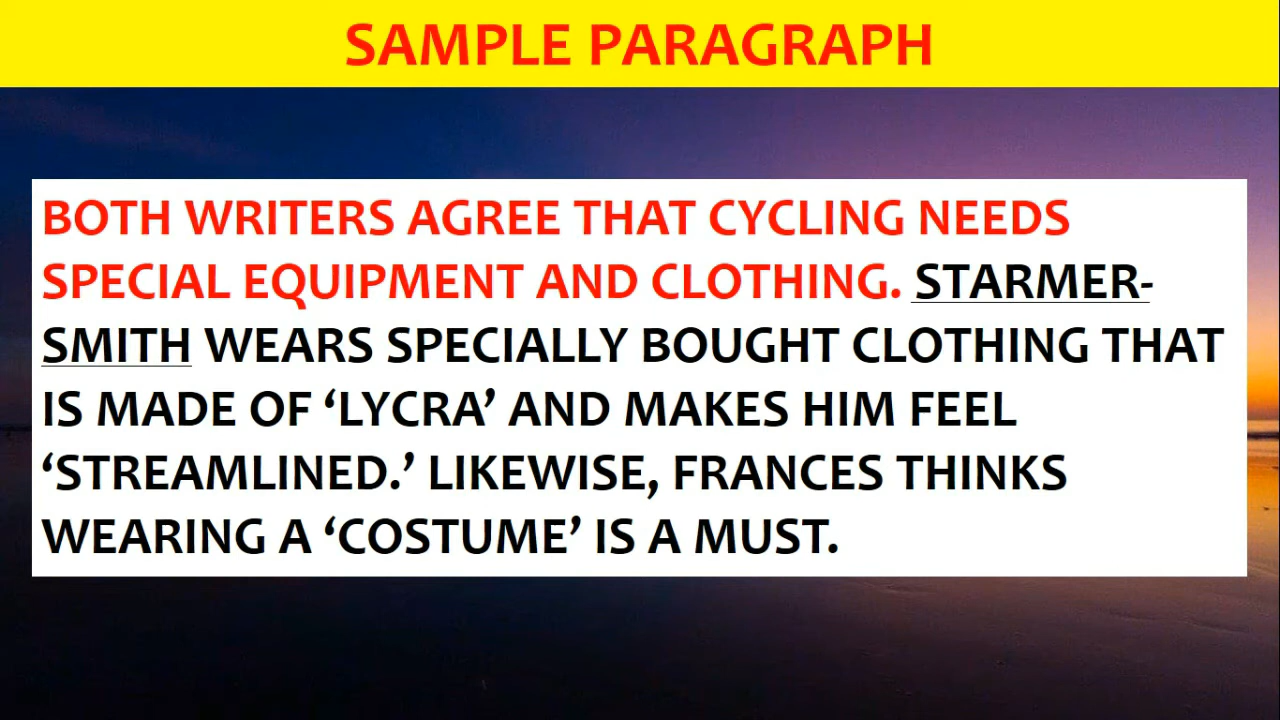 SAMPLE PARAGRAPH
BOTH WRITERS AGREE THAT CYCLING NEEDS
SPECIAL EQUIPMENT AND CLOTHING. STARMER-
SMITH WEARS SPECIALLY BOUGHT CLOTHING THAT
IS MADE OF ‘LYCRA’ AND MAKES HIM FEEL
‘STREAMLINED.’ LIKEWISE, FRANCES THINKS
WEARING A ‘COSTUME’ IS A MUST.